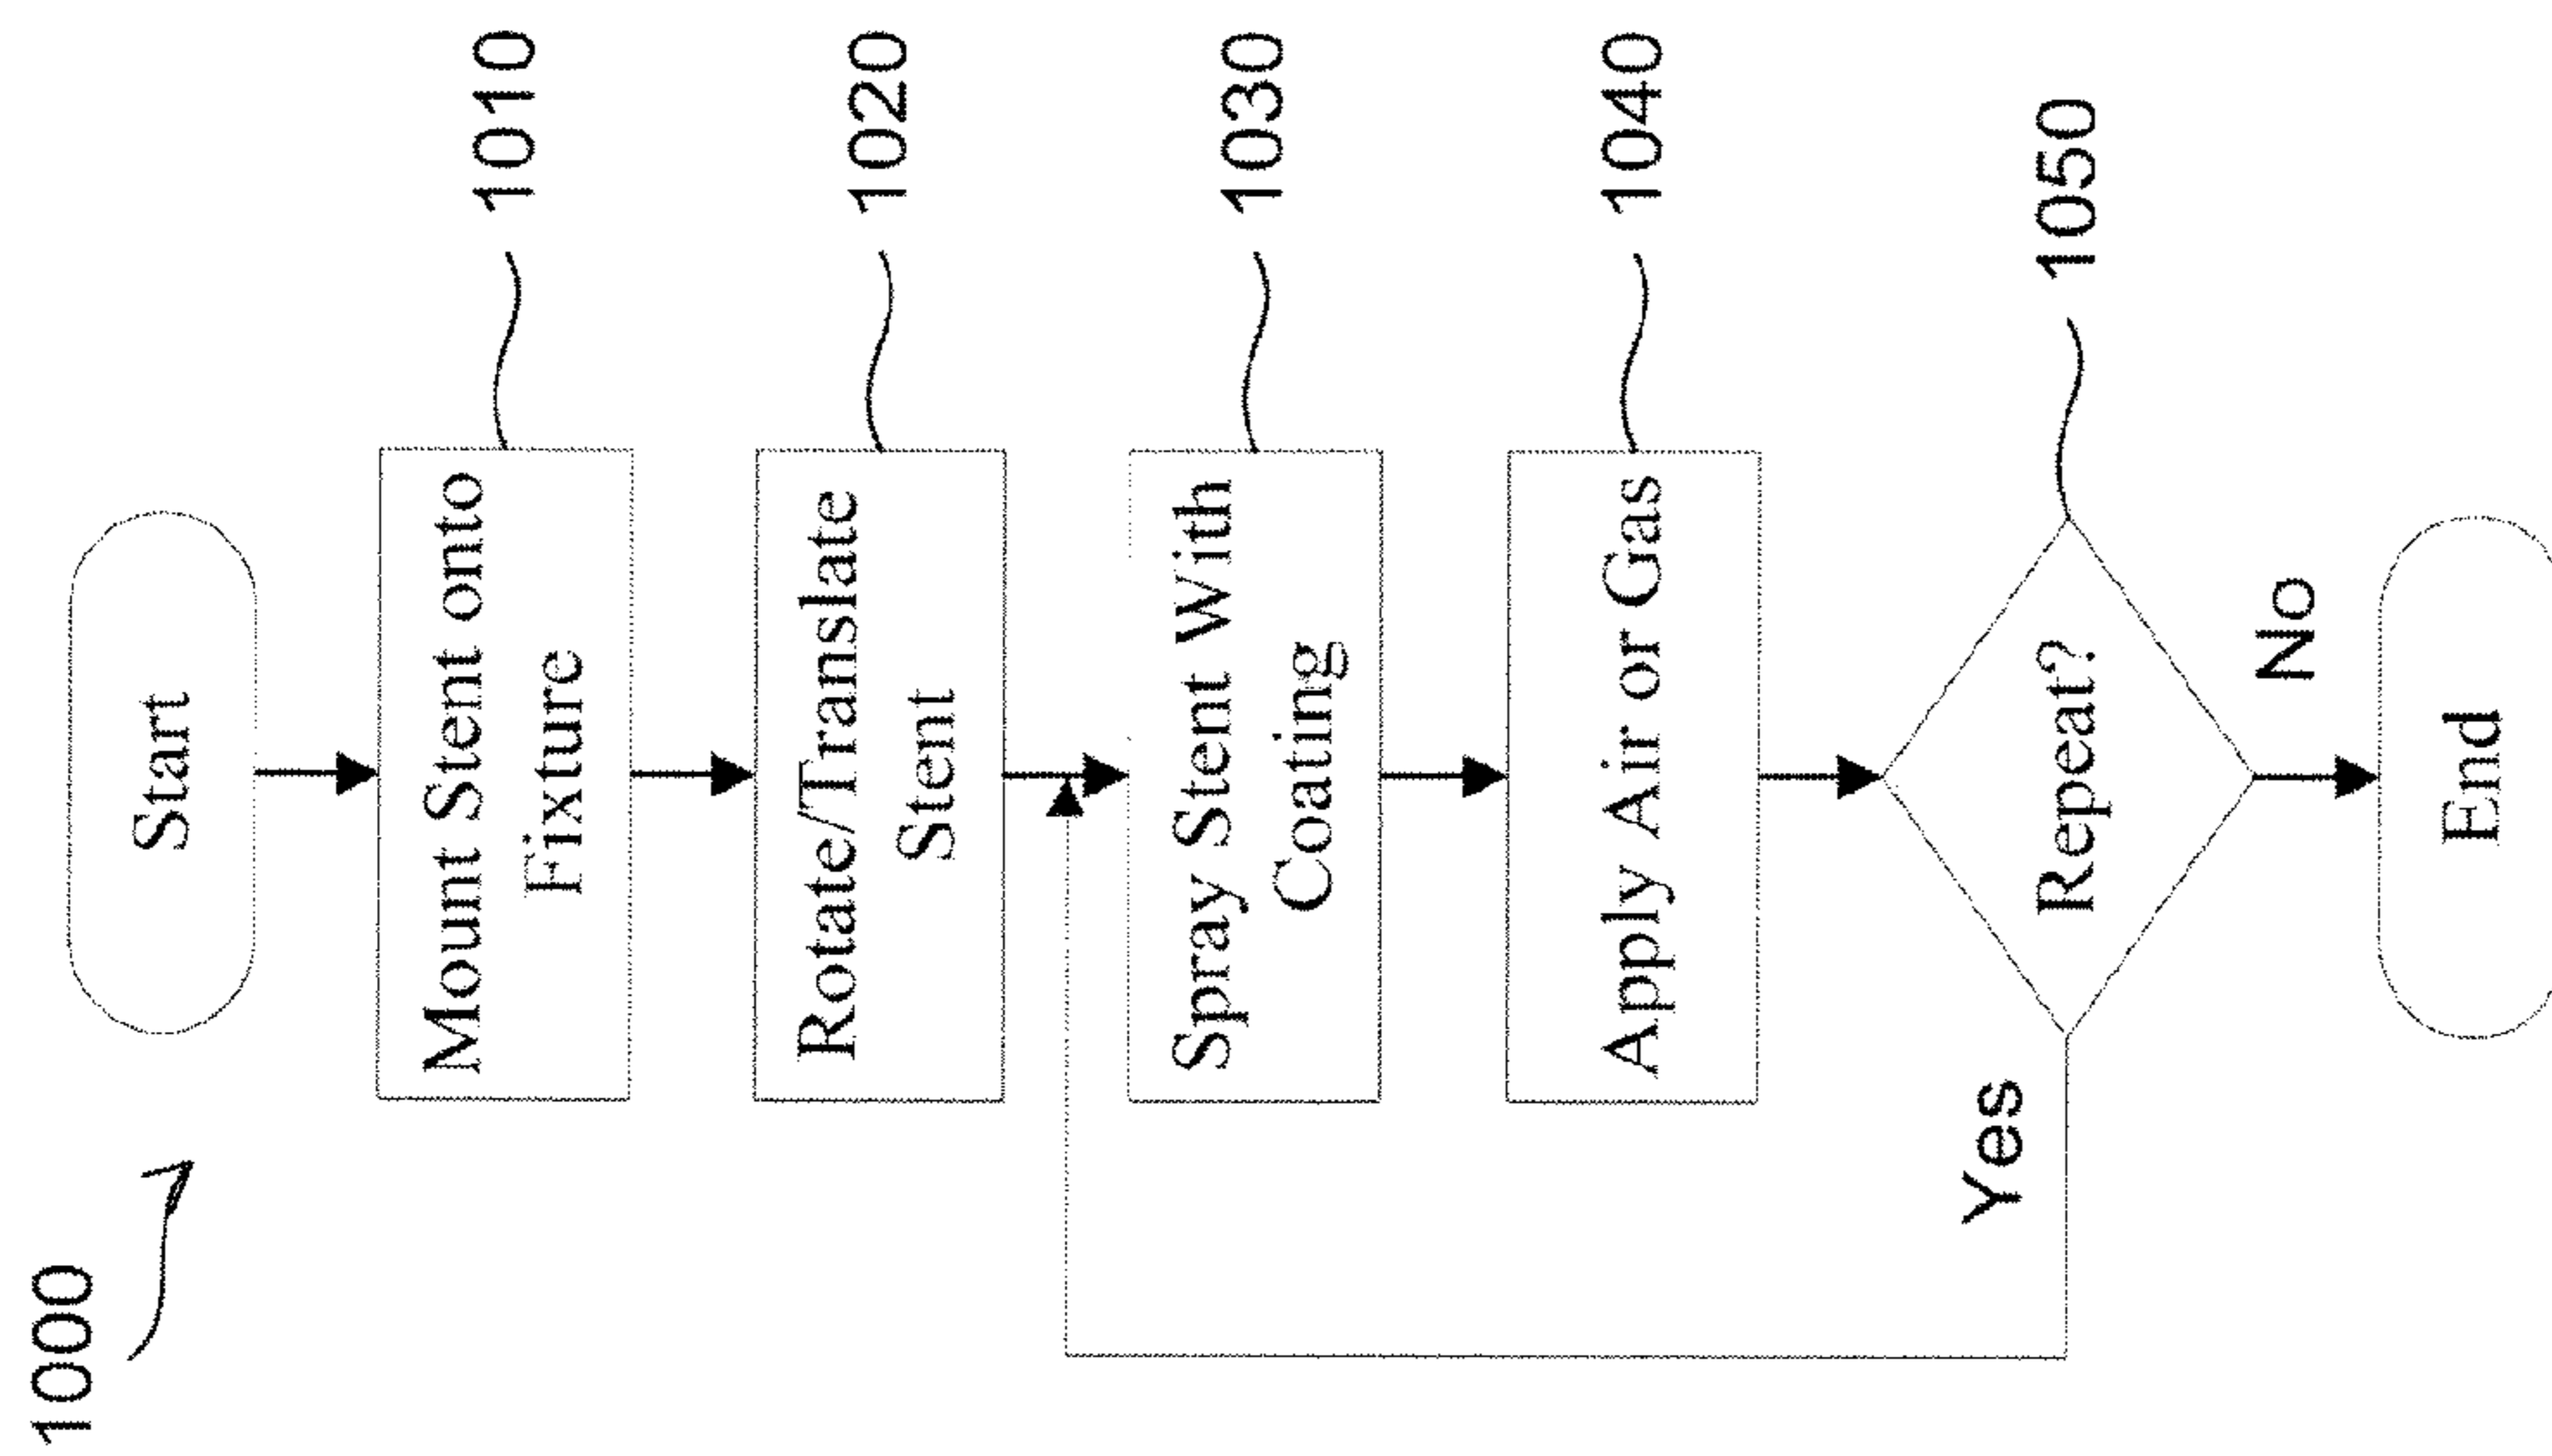 1000
Start
Mount Stent onto
Fixture
1010
Rotate/Translate
Stent
1020
Spray Stent With
Coating
1030
Apply Air or Gas
1040
Repeat?
1050
Yes
No
End